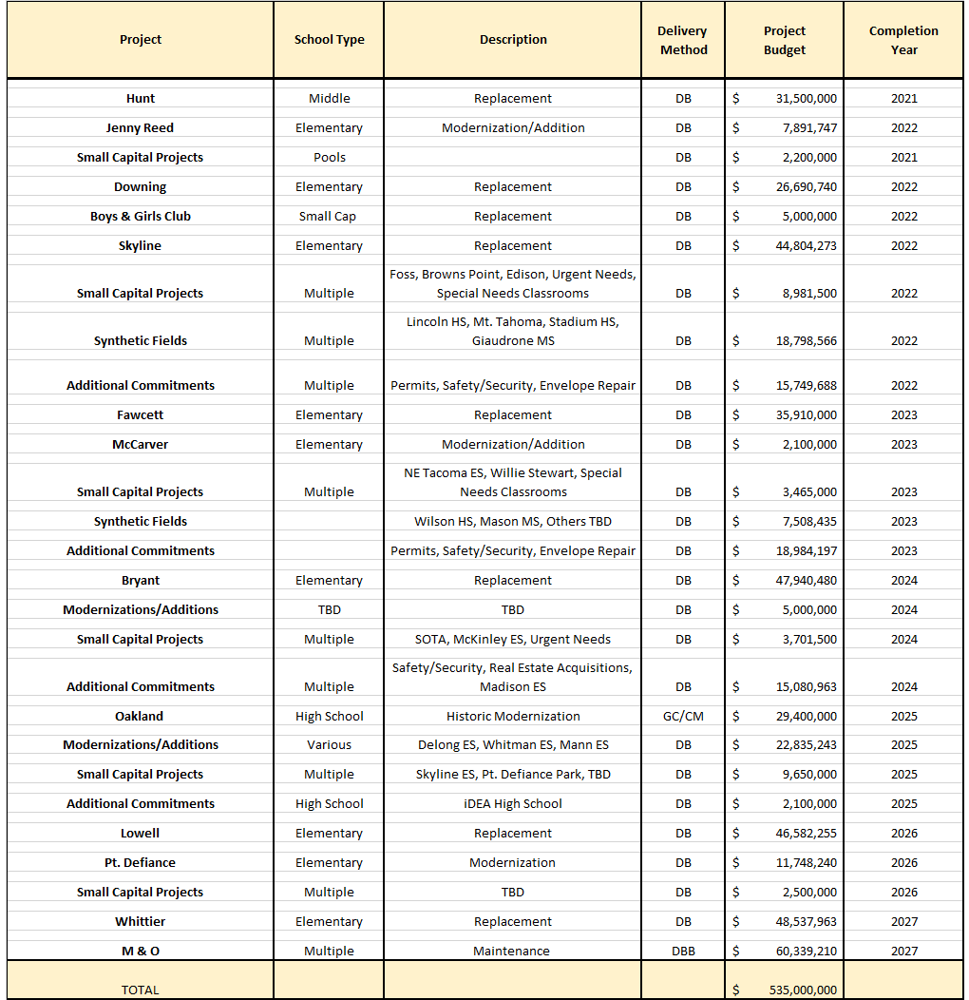 Project School Type Description Delivery Method Project Budget Completion Year
Hunt Middle Replacement DB $ 31,500,000 2021
Jenny Reed Elementary Modernization/Addition DB $ 7,891,747 2022
Small Capital Projects Pools DB $ 2,200,000 2021
Downing Elementary Replacement DB $ 26,690,740 2022
Boys & Girls Club Small Cap Replacement DB $ 5,000,000 2022
Skyline Elementary Replacement DB $ 44,804,273 2022
Foss, Browns Point, Edison, Urgent Needs,
Small Capital Projects Multiple Special Needs Classrooms DB $ 8,981,500 2022
Lincoln HS, Mt. Tahoma, Stadium HS,
Synthetic Fields Multiple Giaudrone MS DB $ 18,798,566 2022
Additional Commitments Multiple Permits, Safety/Security, Envelope Repair DB $ 15,749,688 2022
Fawcett Elementary Replacement DB $ 35,910,000 2023
McCarver Elementary Modernization/Addition DB $ 2,100,000 2023
NE Tacoma ES, Willie Stewart, Special
Small Capital Projects Multiple Needs Classrooms DB $ 3,465,000 2023
Synthetic Fields Wilson HS, Mason MS, Others TBD DB $ 7,508,435 2023
Additional Commitments Permits, Safety/Security, Envelope Repair DB $ 18,984,197 2023
Bryant Elementary Replacement DB $ 47,940,480 2024
Modernizations/Additions TBD TBD DB $ 5,000,000 2024
Small Capital Projects Multiple SOTA, McKinley ES, Urgent Needs DB $ 3,701,500 2024
Safety/Security, Real Estate Acquisitions,
Additional Commitments Multiple Madison ES DB $ 15,080,963 2024
Oakland High School Historic Modernization GC/CM $ 29,400,000 2025
Modernizations/Additions Various Delong ES, Whitman ES, Mann ES DB $ 22,835,243 2025
Small Capital Projects Multiple Skyline ES, Pt. Defiance Park, TBD DB $ 9,650,000 2025
Additional Commitments High School iDEA High School DB $ 2,100,000 2025
Lowell Elementary Replacement DB $ 46,582,255 2026
Pt. Defiance Elementary Modernization DB $ 11,748,240 2026
Small Capital Projects Multiple TBD DB $ 2,500,000 2026
Whittier Elementary Replacement DB $ 48,537,963 2027
M & O Multiple Maintenance DBB $ 60,339,210 2027
TOTAL $ 535,000,000